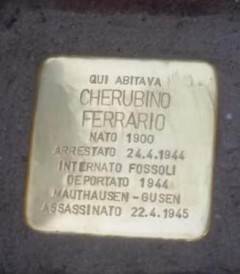 QUI ABITAVA
CHERUBINO
FERRARIO
NATO 1900
ARRESTATO 24.4.1944
INTERNATO FOSSOLI
DEPORTATO 1944
MAUTHAUSEN-GUSEN
ASSASSINATO 22.4.1945